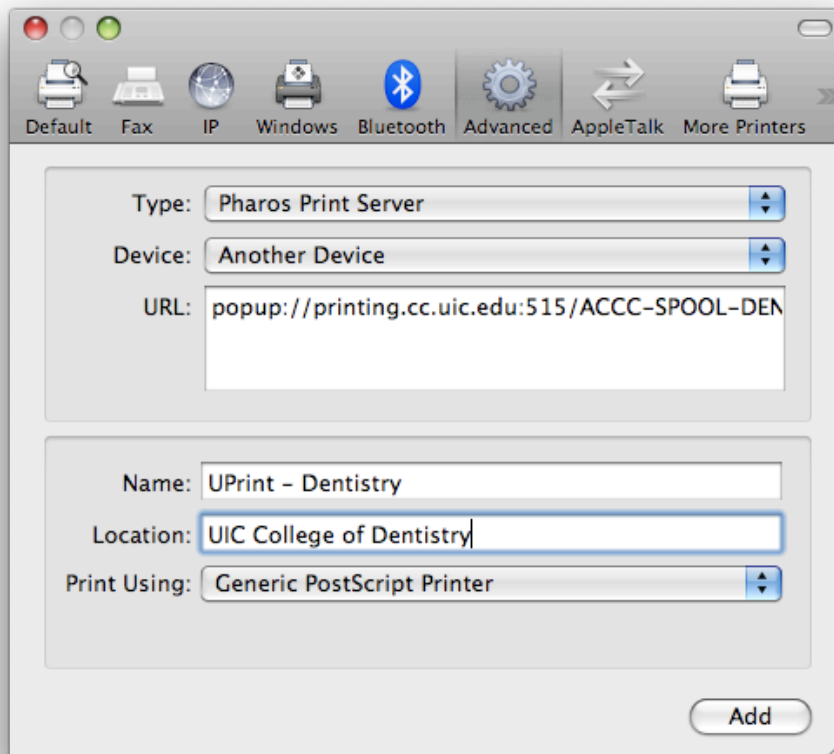 Default Fax IP Windows Bluetooth Advanced AppleTalk More Printers
Type: Pharos Print Server
Device: Another Device
URL: popup://printing.cc.uic.edu:515/ACCC-SPOOL-DEN
Name: UPrint – Dentistry
Location: UIC College of Dentistry
Print Using: Generic PostScript Printer
Add